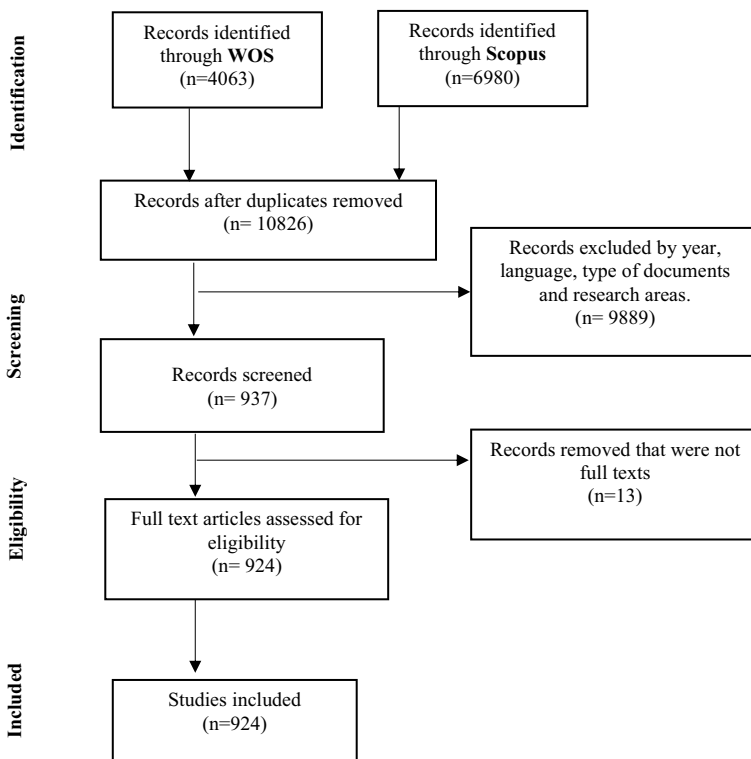 Identification
Records identified
through WOS
(n=4063)
Records identified
through Scopus
(n=6980)
Records after duplicates removed
(n= 10826)
Screening
Records excluded by year,
language, type of documents
and research areas.
(n= 9889)
Records screened
(n= 937)
Eligibility
Records removed that were not
full texts
(n=13)
Full text articles assessed for
eligibility
(n= 924)
Included
Studies included
(n=924)